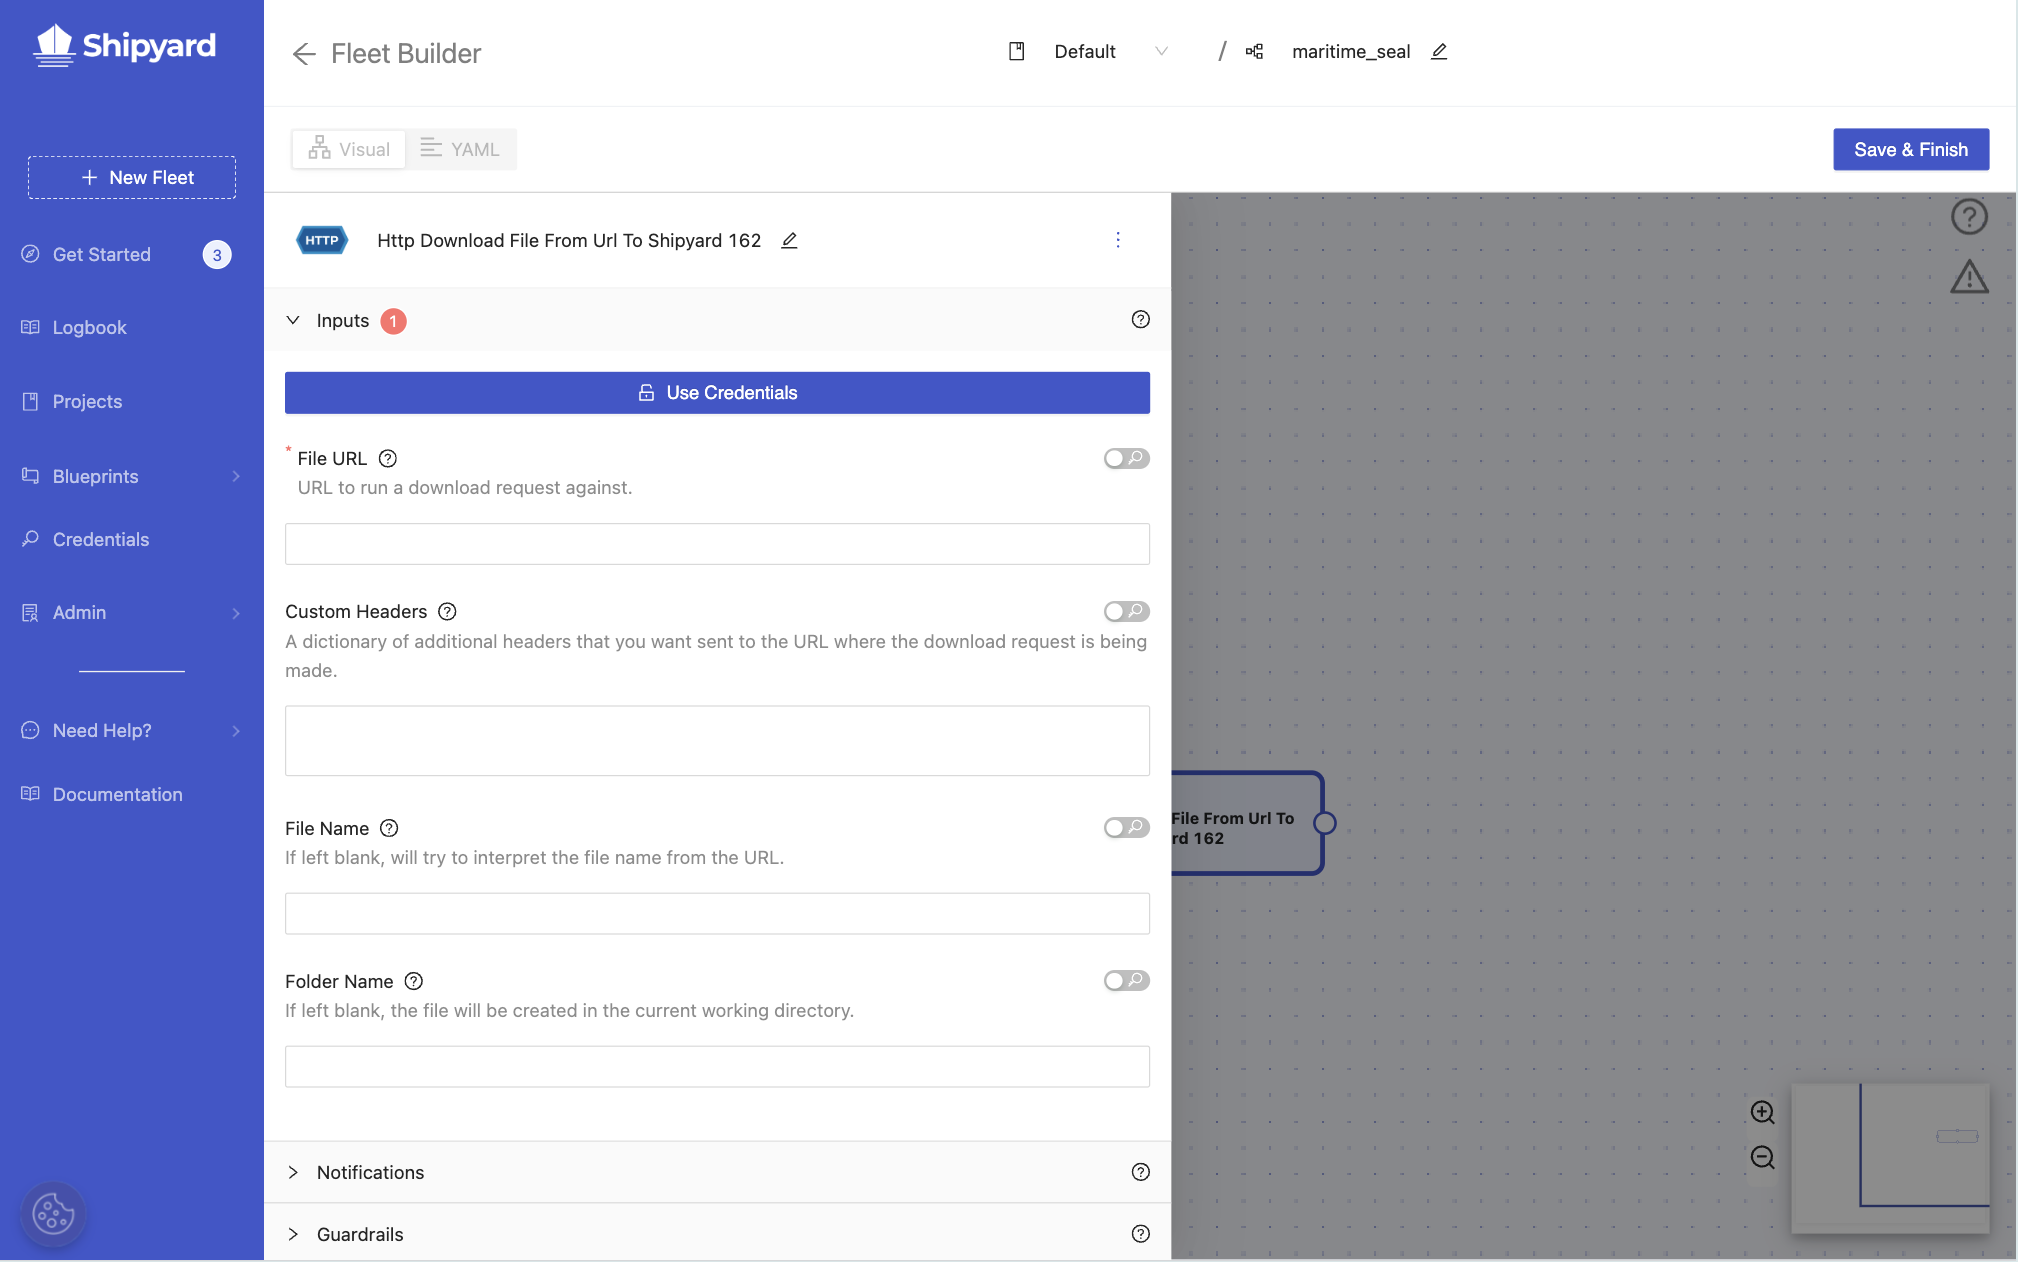 Shipyard
Fleet Builder
Default
/
maritime_seal
New Fleet
Visual
YAML
Save & Finish
Get Started
3
Logbook
Projects
Blueprints
Credentials
Admin
Need Help?
Documentation
HTTP
Http Download File From Url To Shipyard 162
Inputs 1
Use Credentials
* File URL
URL to run a download request against.
Custom Headers
A dictionary of additional headers that you want sent to the URL where the download request is being
made.
File Name
If left blank, will try to interpret the file name from the URL.
Folder Name
If left blank, the file will be created in the current working directory.
Notifications
Guardrails
File From Url To
rd 162